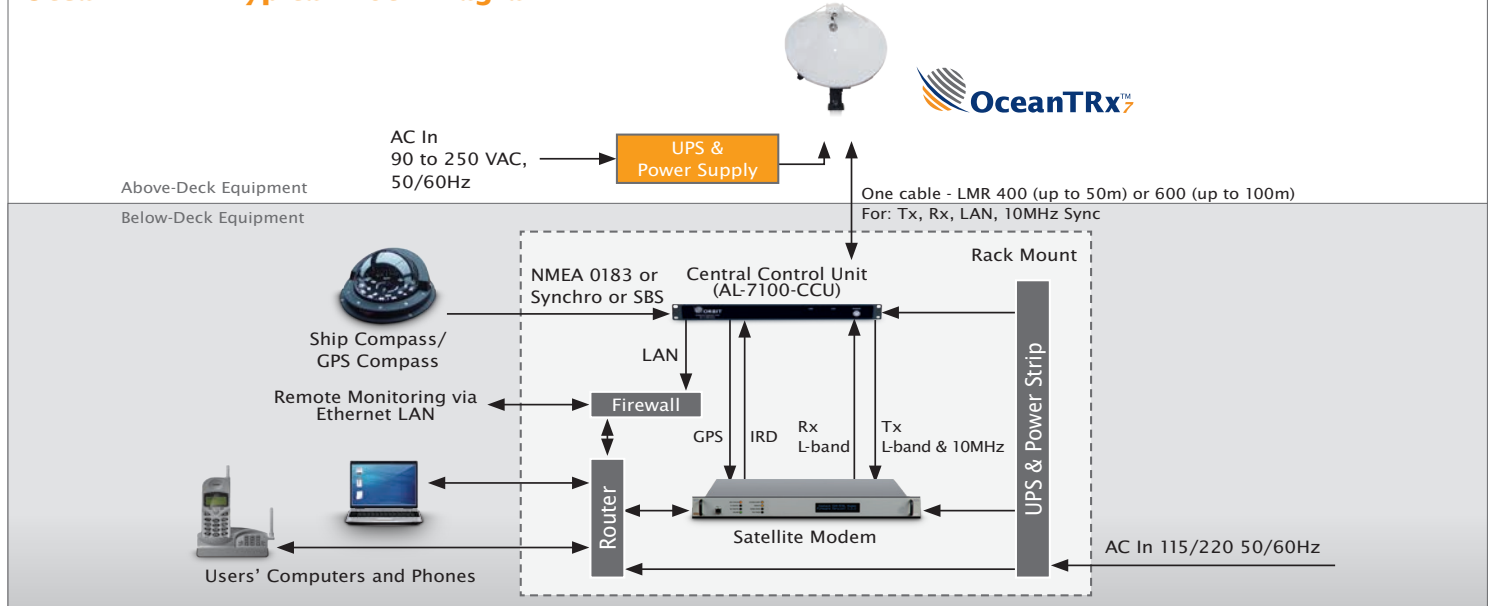 OceanTRx™7
AC In
90 to 250 VAC,
50/60Hz
UPS &
Power Supply
Above-Deck Equipment
Below-Deck Equipment
One cable - LMR 400 (up to 50m) or 600 (up to 100m)
For: Tx, Rx, LAN, 10MHz Sync
Rack Mount
NMEA 0183 or
Synchro or SBS
Central Control Unit
(AL-7100-CCU)
ORBIT
Ship Compass/
GPS Compass
LAN
Remote Monitoring via
Ethernet LAN
Firewall
GPS
IRD
Rx
L-band
Tx
L-band & 10MHz
UPS & Power Strip
Router
Satellite Modem
AC In 115/220 50/60Hz
Users’ Computers and Phones